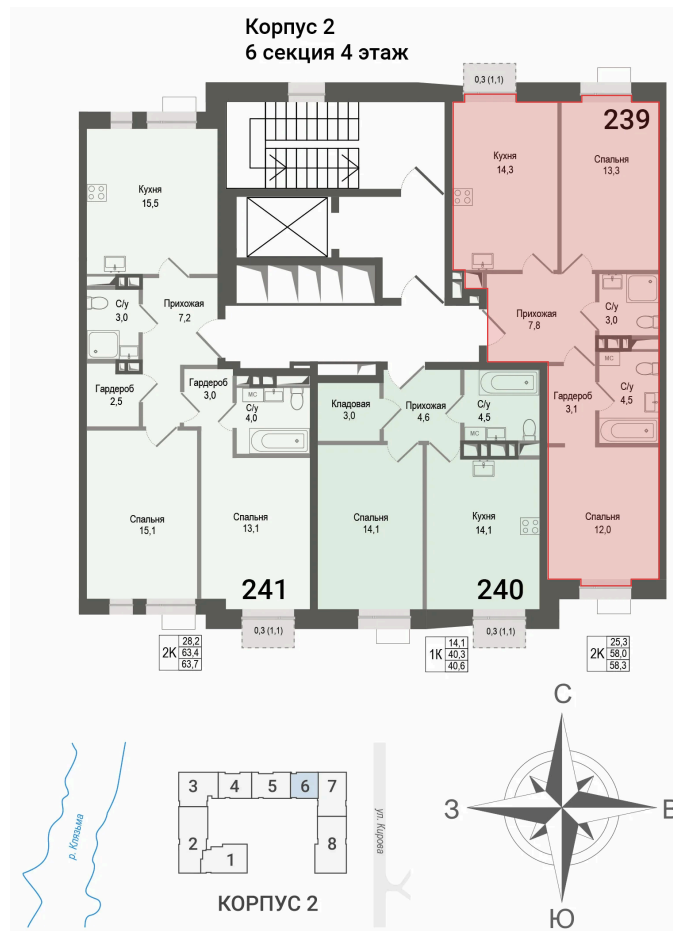 Корпус 2
6 секция 4 этаж
0,3 (1,1)
239
Кухня
14,3
Спальня
13,3
Кухня
15,5
С/у
3,0
Прихожая
7,2
Прихожая
7,8
С/у
3,0
Гардероб
2,5
Гардероб
3,0
МС
С/у
4,0
Кладовая
3,0
Прихожая
4,6
С/у
4,5
МС
Гардероб
3,1
МС
С/у
4,5
Спальня
15,1
Спальня
13,1
241
Спальня
14,1
Кухня
14,1
240
Спальня
12,0
0,3 (1,1)
0,3 (1,1)
2К
28,2
63,4
63,7
1К
14,1
40,3
40,6
2К
25,3
58,0
58,3
р. Клязьма
3
4
5
6
7
2
1
8
КОРПУС 2
ул. Кирова
С
З
В
Ю